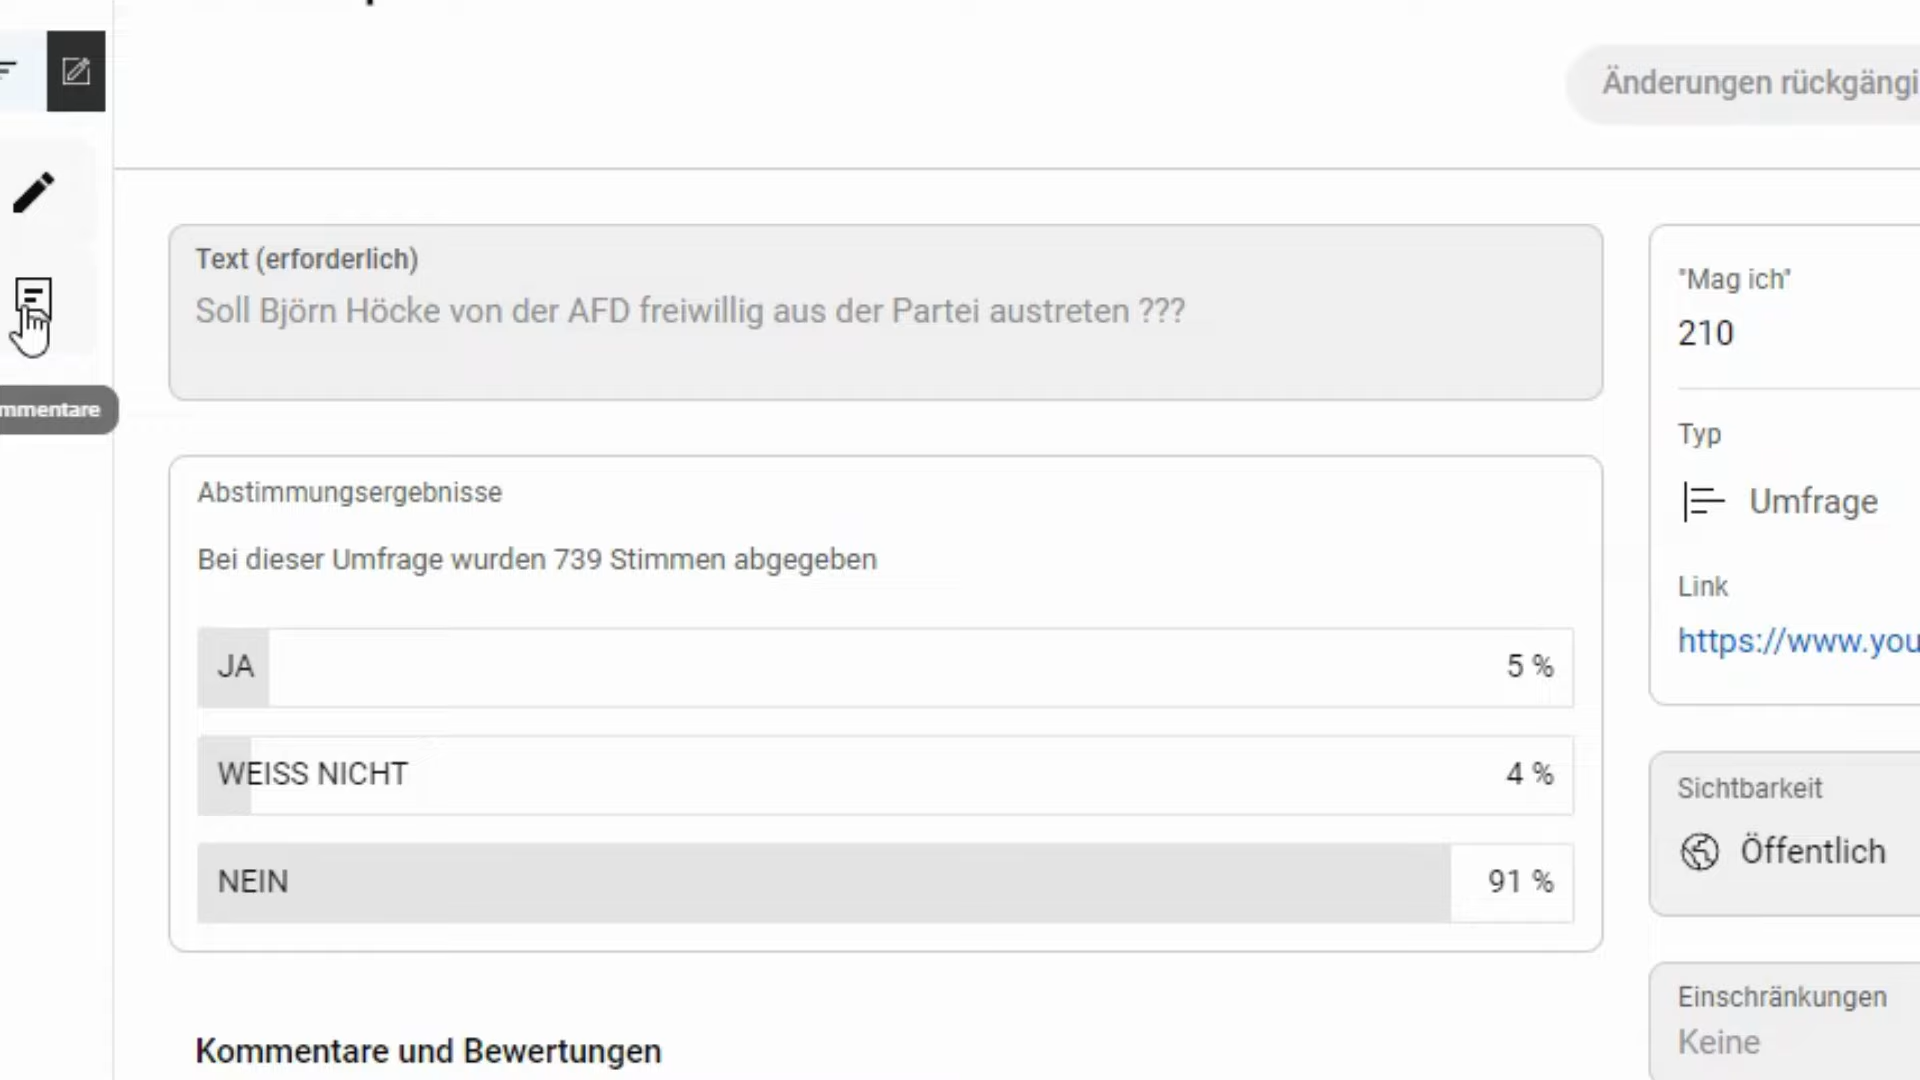 Änderungen rückgängi
Text (erforderlich)
Soll Björn Höcke von der AFD freiwillig aus der Partei austreten ???
"Mag ich"
210
mmentare
Typ
Umfrage
Abstimmungsergebnisse
Bei dieser Umfrage wurden 739 Stimmen abgegeben
Link
https://www.you
JA 5 %
WEISS NICHT 4 %
NEIN 91 %
Sichtbarkeit
Öffentlich
Einschränkungen
Keine
Kommentare und Bewertungen